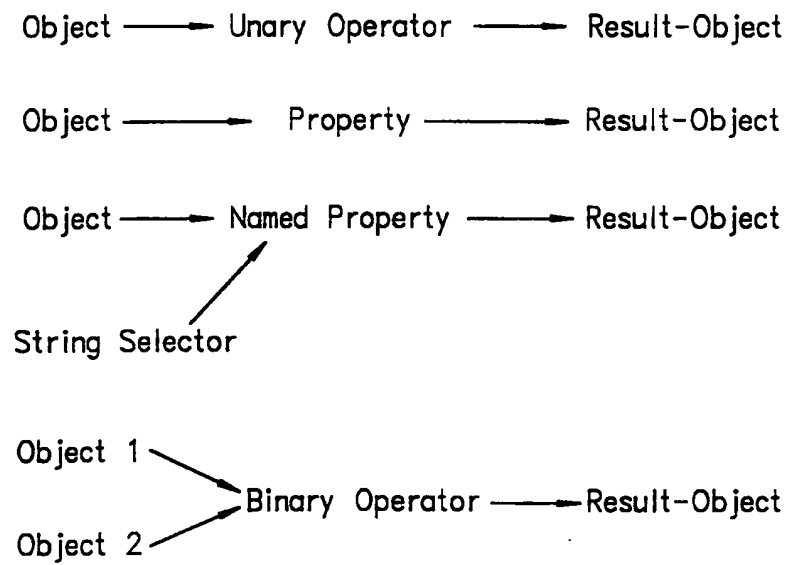 Object Unary Operator Result-Object
Object Property Result-Object
Object Named Property Result-Object
String Selector
Object 1
Binary Operator Result-Object
Object 2